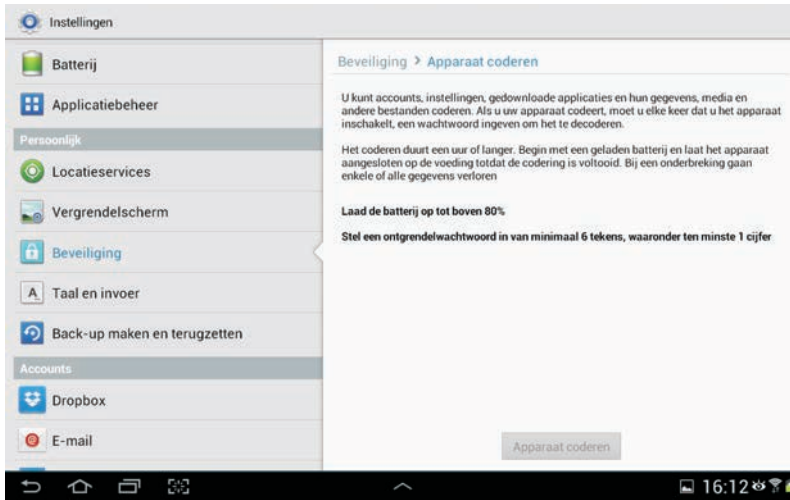 Instellingen
Batterij
Applicatiebeheer
Persoonlijk
Locatieservices
Vergrendelscherm
Beveiliging
Taal en invoer
Back-up maken en terugzetten
Accounts
Dropbox
E-mail
Beveiliging > Apparaat coderen
U kunt accounts, instellingen, gedownloade applicaties en hun gegevens, media en
andere bestanden coderen. Als u uw apparaat codeert, moet u elke keer dat u het apparaat
inschakelt, een wachtwoord ingeven om het te decoderen.
Het coderen duurt een uur of langer. Begin met een geladen batterij en laat het apparaat
aangesloten op de voeding totdat de codering is voltooid. Bij een onderbreking gaan
enkele of alle gegevens verloren
Laad de batterij op tot boven 80%
Stel een ontgrendelwachtwoord in van minimaal 6 tekens, waaronder ten minste 1 cijfer
Apparaat coderen
16:12